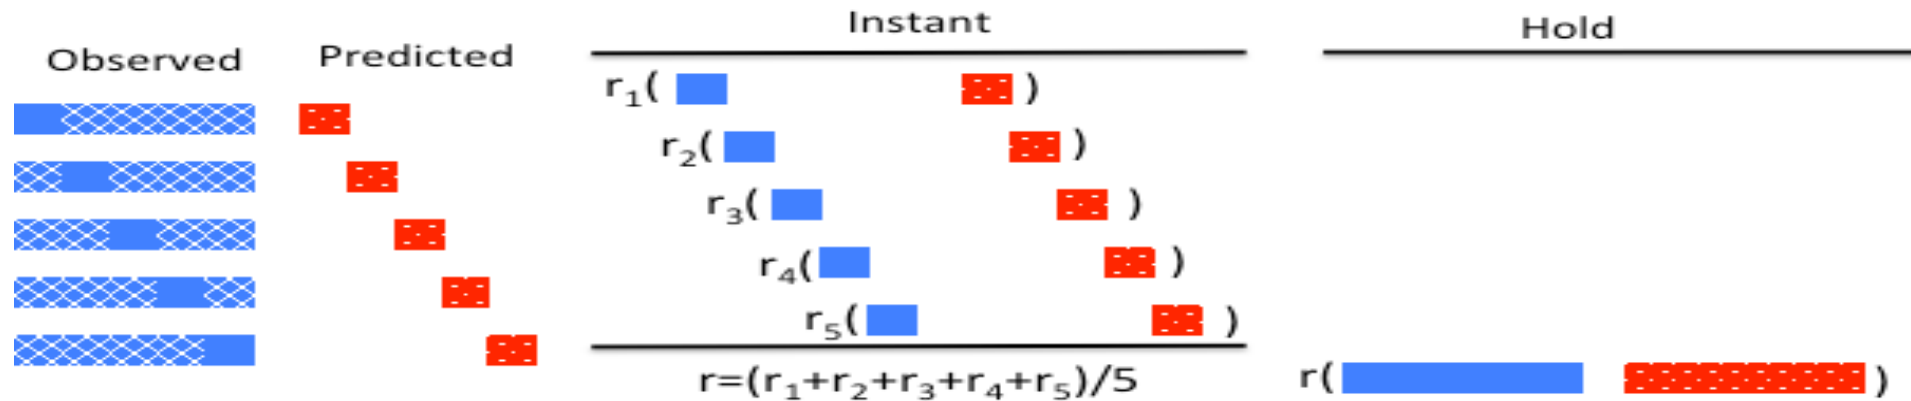 Observed
Predicted
Instant
r₁( )
r₂( )
r₃( )
r₄( )
r₅( )
r=(r₁+r₂+r₃+r₄+r₅)/5
Hold
r( )